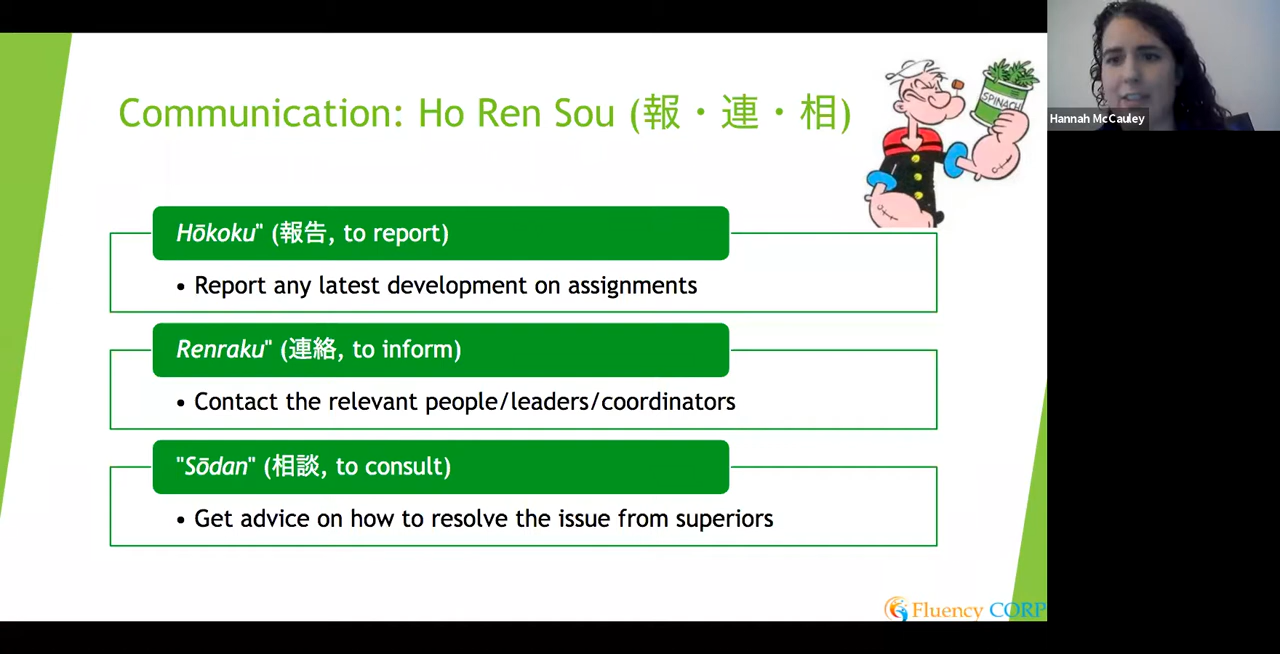 Communication: Ho Ren Sou (報・連・相)
SPINACH
Hannah McCauley
Hōkoku" (報告, to report)
• Report any latest development on assignments
Renraku" (連絡, to inform)
• Contact the relevant people/leaders/coordinators
"Sōdan" (相談, to consult)
• Get advice on how to resolve the issue from superiors
Fluency CORP